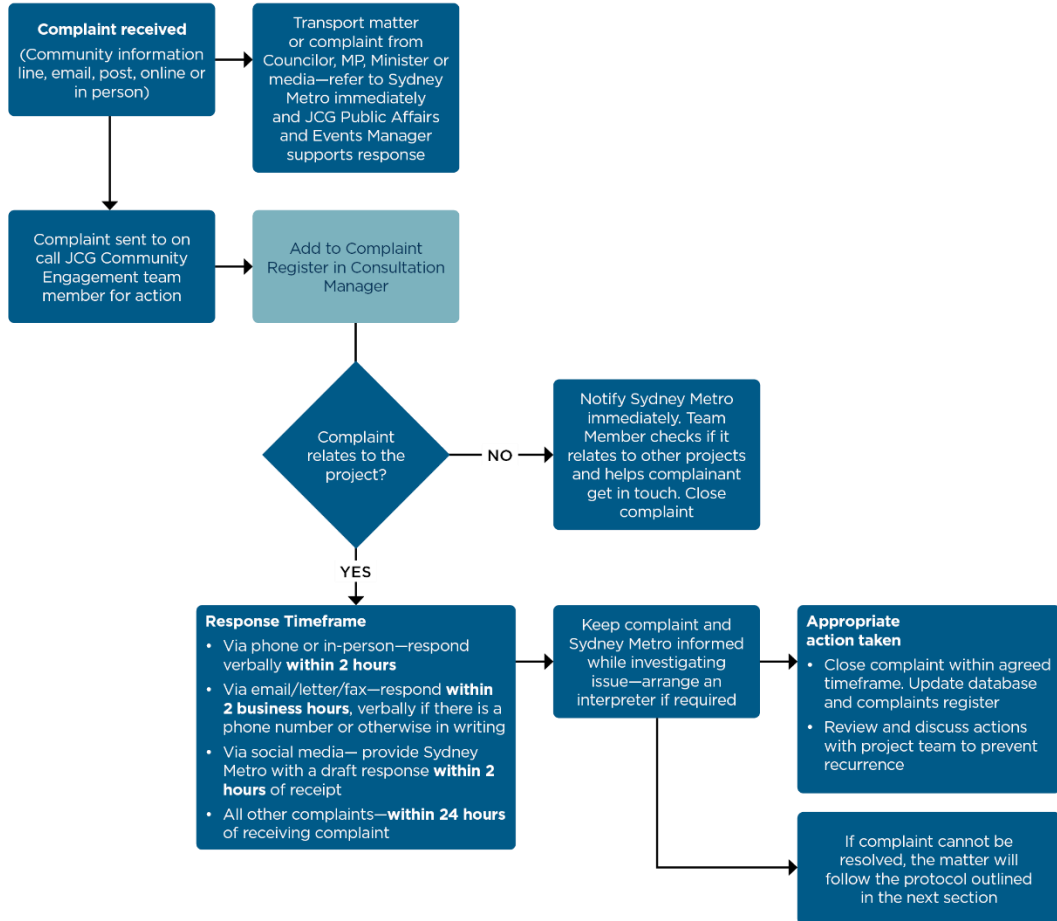 Complaint received
(Community information
line, email, post, online or
in person)
Transport matter
or complaint from
Councilor, MP, Minister or
media—refer to Sydney
Metro immediately
and JCG Public Affairs
and Events Manager
supports response
Complaint sent to on
call JCG Community
Engagement team
member for action
Add to Complaint
Register in Consultation
Manager
Complaint
relates to the
project?
NO
Notify Sydney Metro
immediately. Team
Member checks if it
relates to other projects
and helps complainant
get in touch. Close
complaint
YES
Response Timeframe
• Via phone or in-person—respond
verbally within 2 hours
• Via email/letter/fax—respond within
2 business hours, verbally if there is a
phone number or otherwise in writing
• Via social media— provide Sydney
Metro with a draft response within 2
hours of receipt
• All other complaints—within 24 hours
of receiving complaint
Keep complaint and
Sydney Metro informed
while investigating
issue—arrange an
interpreter if required
Appropriate
action taken
• Close complaint within agreed
timeframe. Update database
and complaints register
• Review and discuss actions
with project team to prevent
recurrence
If complaint cannot be
resolved, the matter will
follow the protocol outlined
in the next section